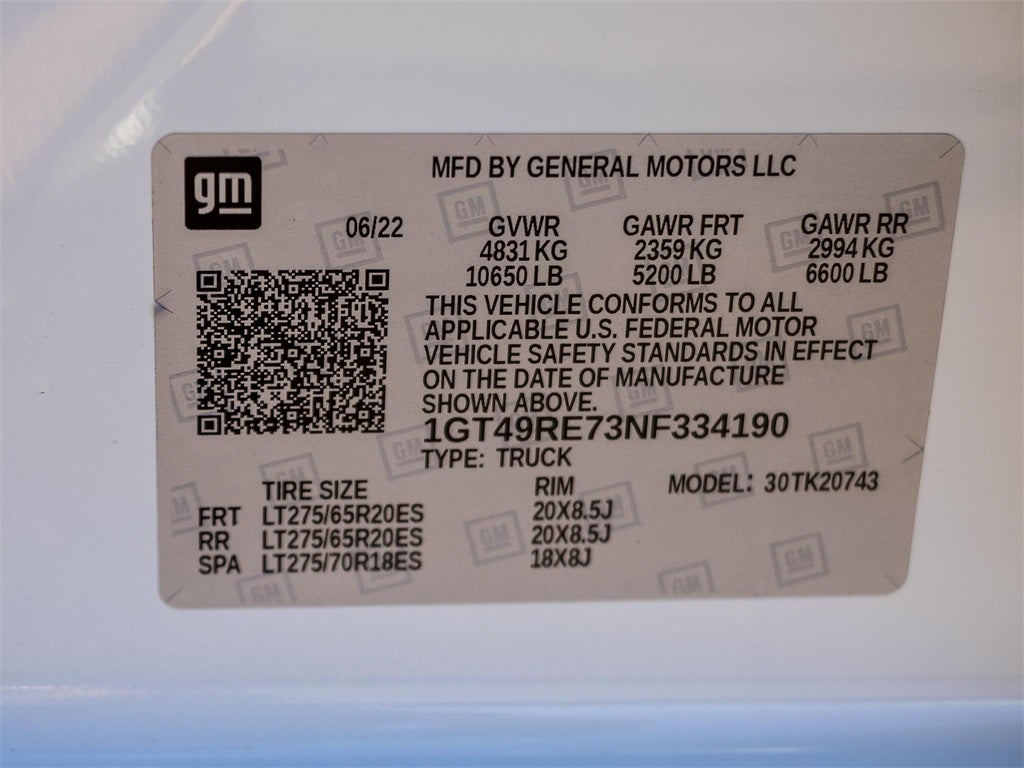 gm
MFD BY GENERAL MOTORS LLC
06/22 GVWR GAWR FRT GAWR RR
4831 KG 2359 KG 2994 KG
10650 LB 5200 LB 6600 LB
THIS VEHICLE CONFORMS TO ALL
APPLICABLE U.S. FEDERAL MOTOR
VEHICLE SAFETY STANDARDS IN EFFECT
ON THE DATE OF MANUFACTURE
SHOWN ABOVE.
1GT49RE73NF334190
TYPE: TRUCK
TIRE SIZE RIM MODEL: 30TK20743
FRT LT275/65R20ES 20X8.5J
RR LT275/65R20ES 20X8.5J
SPA LT275/70R18ES 18X8J